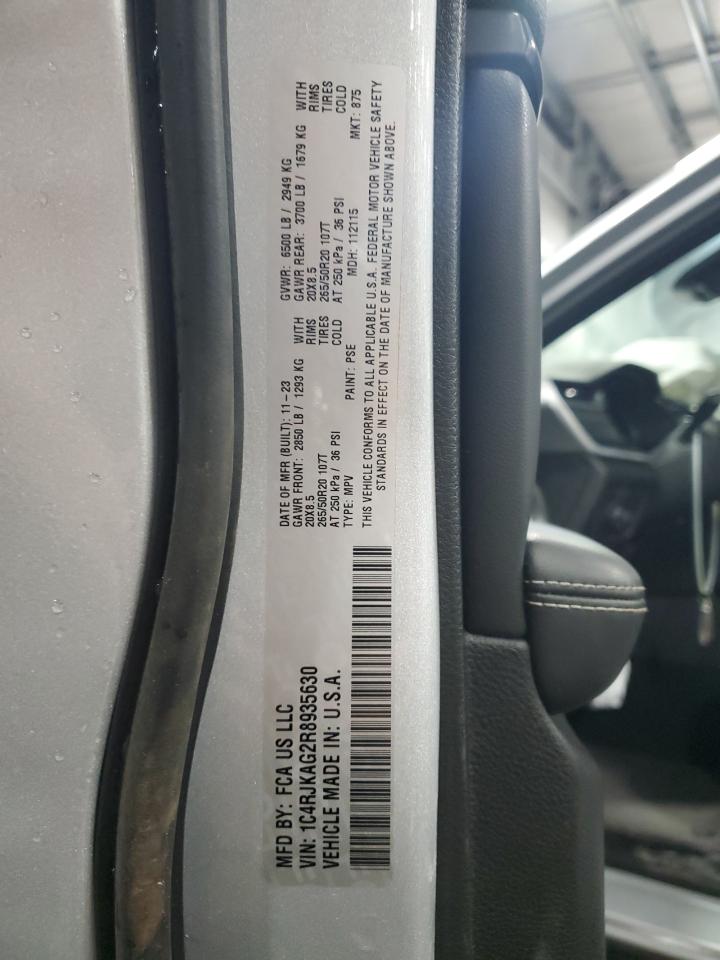 MFD BY: FCA US LLC
VIN: 1C4RJKAG2R8935630
VEHICLE MADE IN: U.S.A.
DATE OF MFR (BUILT): 11-23
GAWR FRONT: 2850 LB / 1293 KG WITH
20X8.5 RIMS
265/50R20 107T TIRES
AT 250 kPa / 36 PSI COLD
TYPE: MPV PAINT: PSE
GVWR: 6500 LB / 2949 KG
GAWR REAR: 3700 LB / 1679 KG WITH
20X8.5 RIMS
265/50R20 107T TIRES
AT 250 kPa / 36 PSI COLD
MDH: 112115 MKT: 875
THIS VEHICLE CONFORMS TO ALL APPLICABLE U.S.A. FEDERAL MOTOR VEHICLE SAFETY
STANDARDS IN EFFECT ON THE DATE OF MANUFACTURE SHOWN ABOVE.